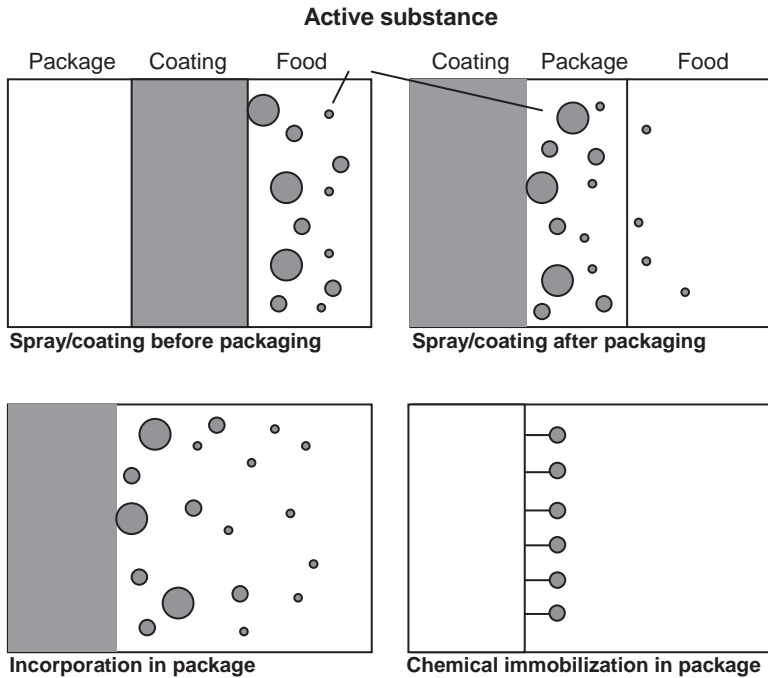 Active substance
Package Coating Food
Coating Package Food
Spray/coating before packaging
Spray/coating after packaging
Incorporation in package
Chemical immobilization in package